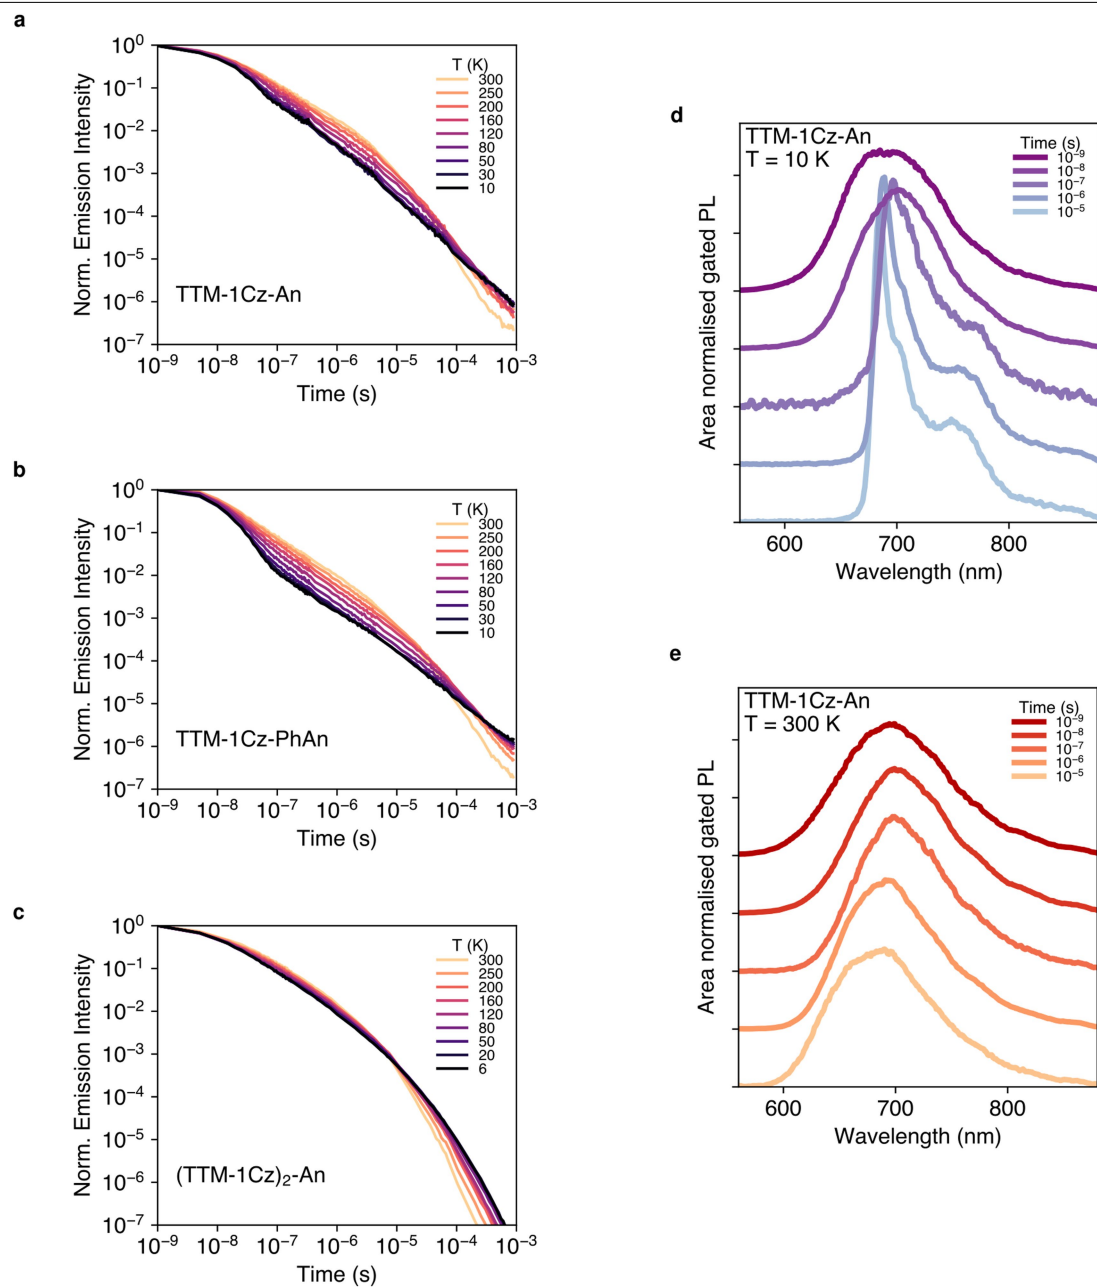 a
Norm. Emission Intensity
10⁰
10⁻¹
10⁻²
10⁻³
10⁻⁴
10⁻⁵
10⁻⁶
10⁻⁷
T (K)
300
250
200
160
120
80
50
30
10
TTM-1Cz-An
10⁻⁹ 10⁻⁸ 10⁻⁷ 10⁻⁶ 10⁻⁵ 10⁻⁴ 10⁻³
Time (s)
b
Norm. Emission Intensity
10⁰
10⁻¹
10⁻²
10⁻³
10⁻⁴
10⁻⁵
10⁻⁶
10⁻⁷
T (K)
300
250
200
160
120
80
50
30
10
TTM-1Cz-PhAn
10⁻⁹ 10⁻⁸ 10⁻⁷ 10⁻⁶ 10⁻⁵ 10⁻⁴ 10⁻³
Time (s)
c
Norm. Emission Intensity
10⁰
10⁻¹
10⁻²
10⁻³
10⁻⁴
10⁻⁵
10⁻⁶
10⁻⁷
T (K)
300
250
200
160
120
80
50
20
6
(TTM-1Cz)₂-An
10⁻⁹ 10⁻⁸ 10⁻⁷ 10⁻⁶ 10⁻⁵ 10⁻⁴ 10⁻³
Time (s)
d
Area normalised gated PL
TTM-1Cz-An
T = 10 K
Time (s)
10⁻⁹
10⁻⁸
10⁻⁷
10⁻⁶
10⁻⁵
600 700 800
Wavelength (nm)
e
Area normalised gated PL
TTM-1Cz-An
T = 300 K
Time (s)
10⁻⁹
10⁻⁸
10⁻⁷
10⁻⁶
10⁻⁵
600 700 800
Wavelength (nm)